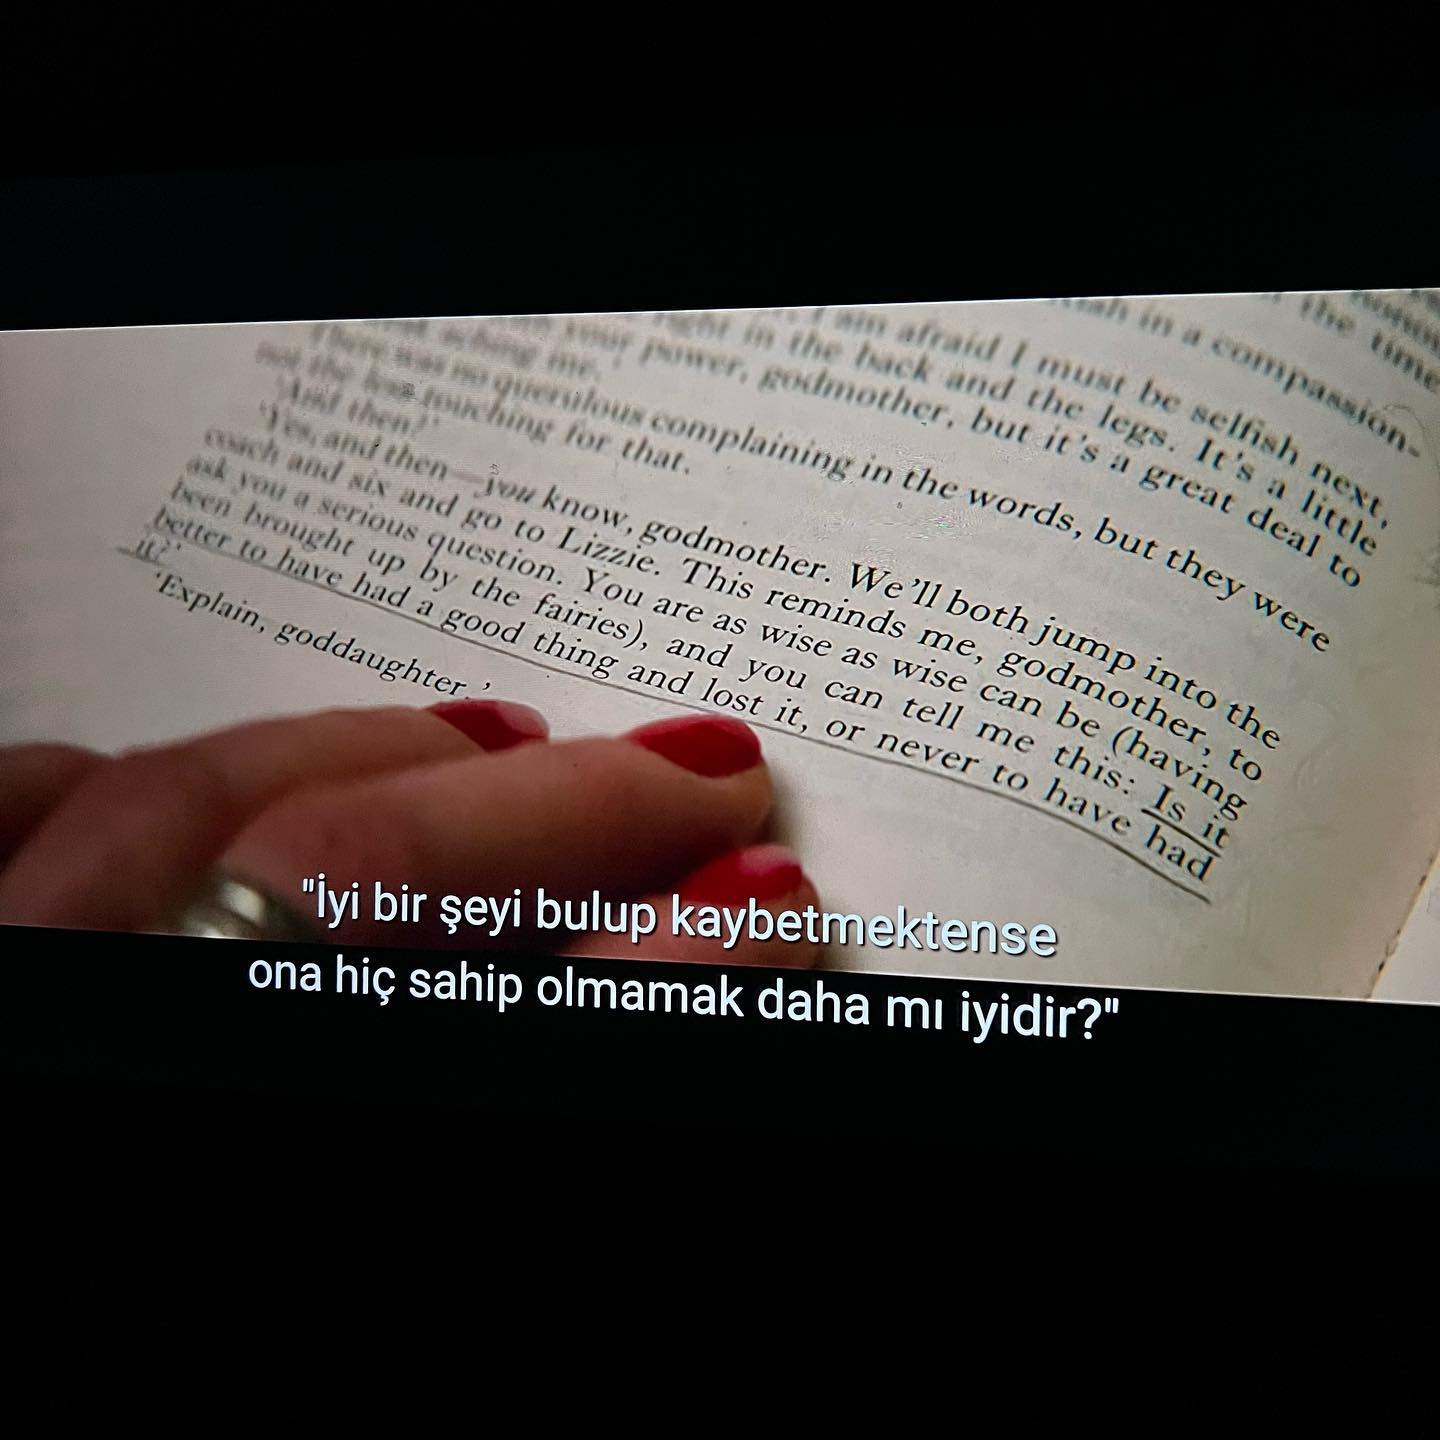 the time
in a compassion-
I am afraid I must be selfish next,
right in the back and the legs. It's a little
your power, godmother, but it's a great deal to
aching me.
There was no querulous complaining in the words, but they were
not the less touching for that.
'And then?'
'Yes, and then—you know, godmother. We'll both jump into the
coach and six and go to Lizzie. This reminds me, godmother, to
ask you a serious question. You are as wise as wise can be (having
been brought up by the fairies), and you can tell me this: Is it
better to have had a good thing and lost it, or never to have had
it?'
'Explain, goddaughter.'
"İyi bir şeyi bulup kaybetmektense
ona hiç sahip olmamak daha mı iyidir?"